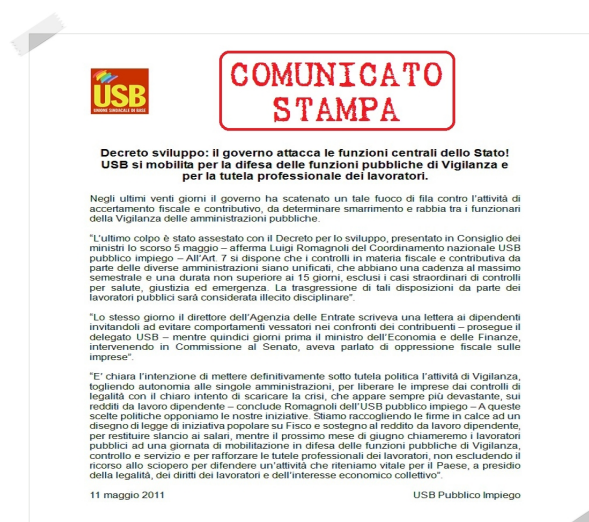 USB
UNIONE SINDACALE DI BASE
COMUNICATO
STAMPA
Decreto sviluppo: il governo attacca le funzioni centrali dello Stato!
USB si mobilita per la difesa delle funzioni pubbliche di Vigilanza e
per la tutela professionale dei lavoratori.
Negli ultimi venti giorni il governo ha scatenato un tale fuoco di fila contro l'attività di
accertamento fiscale e contributivo, da determinare smarrimento e rabbia tra i funzionari
della Vigilanza delle amministrazioni pubbliche.
"L'ultimo colpo è stato assestato con il Decreto per lo sviluppo, presentato in Consiglio dei
ministri lo scorso 5 maggio – afferma Luigi Romagnoli del Coordinamento nazionale USB
pubblico impiego – All'Art. 7 si dispone che i controlli in materia fiscale e contributiva da
parte delle diverse amministrazioni siano unificati, che abbiano una cadenza al massimo
semestrale e una durata non superiore ai 15 giorni, esclusi i casi straordinari di controlli
per salute, giustizia ed emergenza. La trasgressione di tali disposizioni da parte dei
lavoratori pubblici sarà considerata illecito disciplinare".
"Lo stesso giorno il direttore dell'Agenzia delle Entrate scriveva una lettera ai dipendenti
invitandoli ad evitare comportamenti vessatori nei confronti dei contribuenti – prosegue il
delegato USB – mentre quindici giorni prima il ministro dell'Economia e delle Finanze,
intervenendo in Commissione al Senato, aveva parlato di oppressione fiscale sulle
imprese".
"E' chiara l'intenzione di mettere definitivamente sotto tutela politica l'attività di Vigilanza,
togliendo autonomia alle singole amministrazioni, per liberare le imprese dai controlli di
legalità con il chiaro intento di scaricare la crisi, che appare sempre più devastante, sui
redditi da lavoro dipendente – conclude Romagnoli dell'USB pubblico impiego – A queste
scelte politiche opponiamo le nostre iniziative. Stiamo raccogliendo le firme in calce ad un
disegno di legge di iniziativa popolare su Fisco e sostegno al reddito da lavoro dipendente,
per restituire slancio ai salari, mentre il prossimo mese di giugno chiameremo i lavoratori
pubblici ad una giornata di mobilitazione in difesa delle funzioni pubbliche di Vigilanza,
controllo e servizio e per rafforzare le tutele professionali dei lavoratori, non escludendo il
ricorso allo sciopero per difendere un'attività che riteniamo vitale per il Paese, a presidio
della legalità, dei diritti dei lavoratori e dell'interesse economico collettivo".
11 maggio 2011 USB Pubblico Impiego